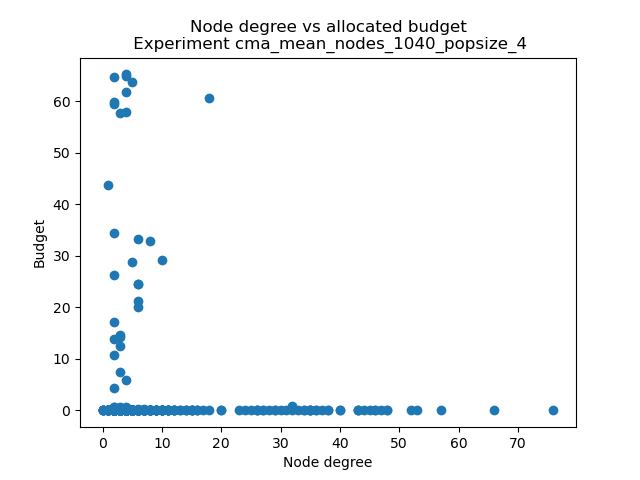 Node degree vs allocated budget
Experiment cma_mean_nodes_1040_popsize_4
Budget
60
50
40
30
20
10
0
0 10 20 30 40 50 60 70
Node degree